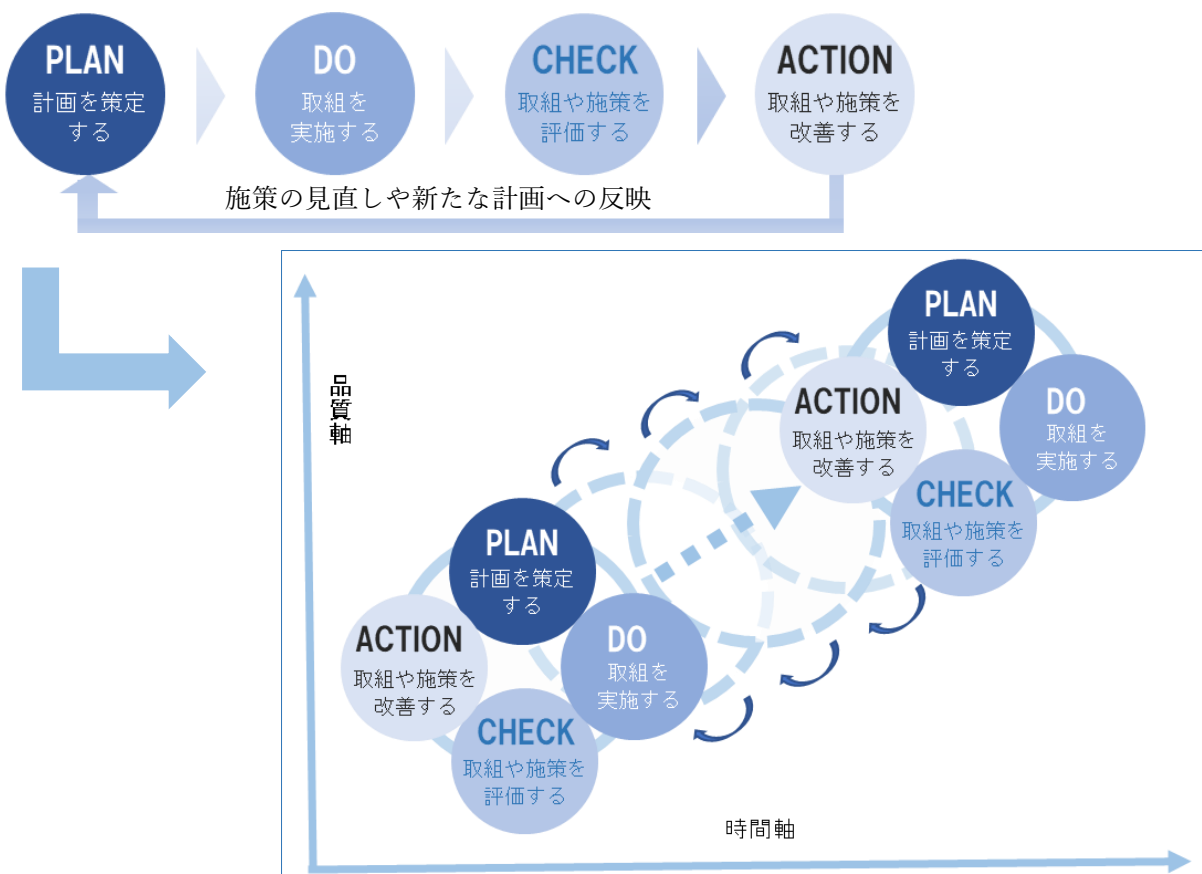 PLAN
計画を策定
する
DO
取組を
実施する
CHECK
取組や施策を
評価する
ACTION
取組や施策を
改善する
施策の見直しや新たな計画への反映
品質軸
PLAN
計画を策定
する
ACTION
取組や施策を
改善する
DO
取組を
実施する
CHECK
取組や施策を
評価する
PLAN
計画を策定
する
ACTION
取組や施策を
改善する
DO
取組を
実施する
CHECK
取組や施策を
評価する
時間軸